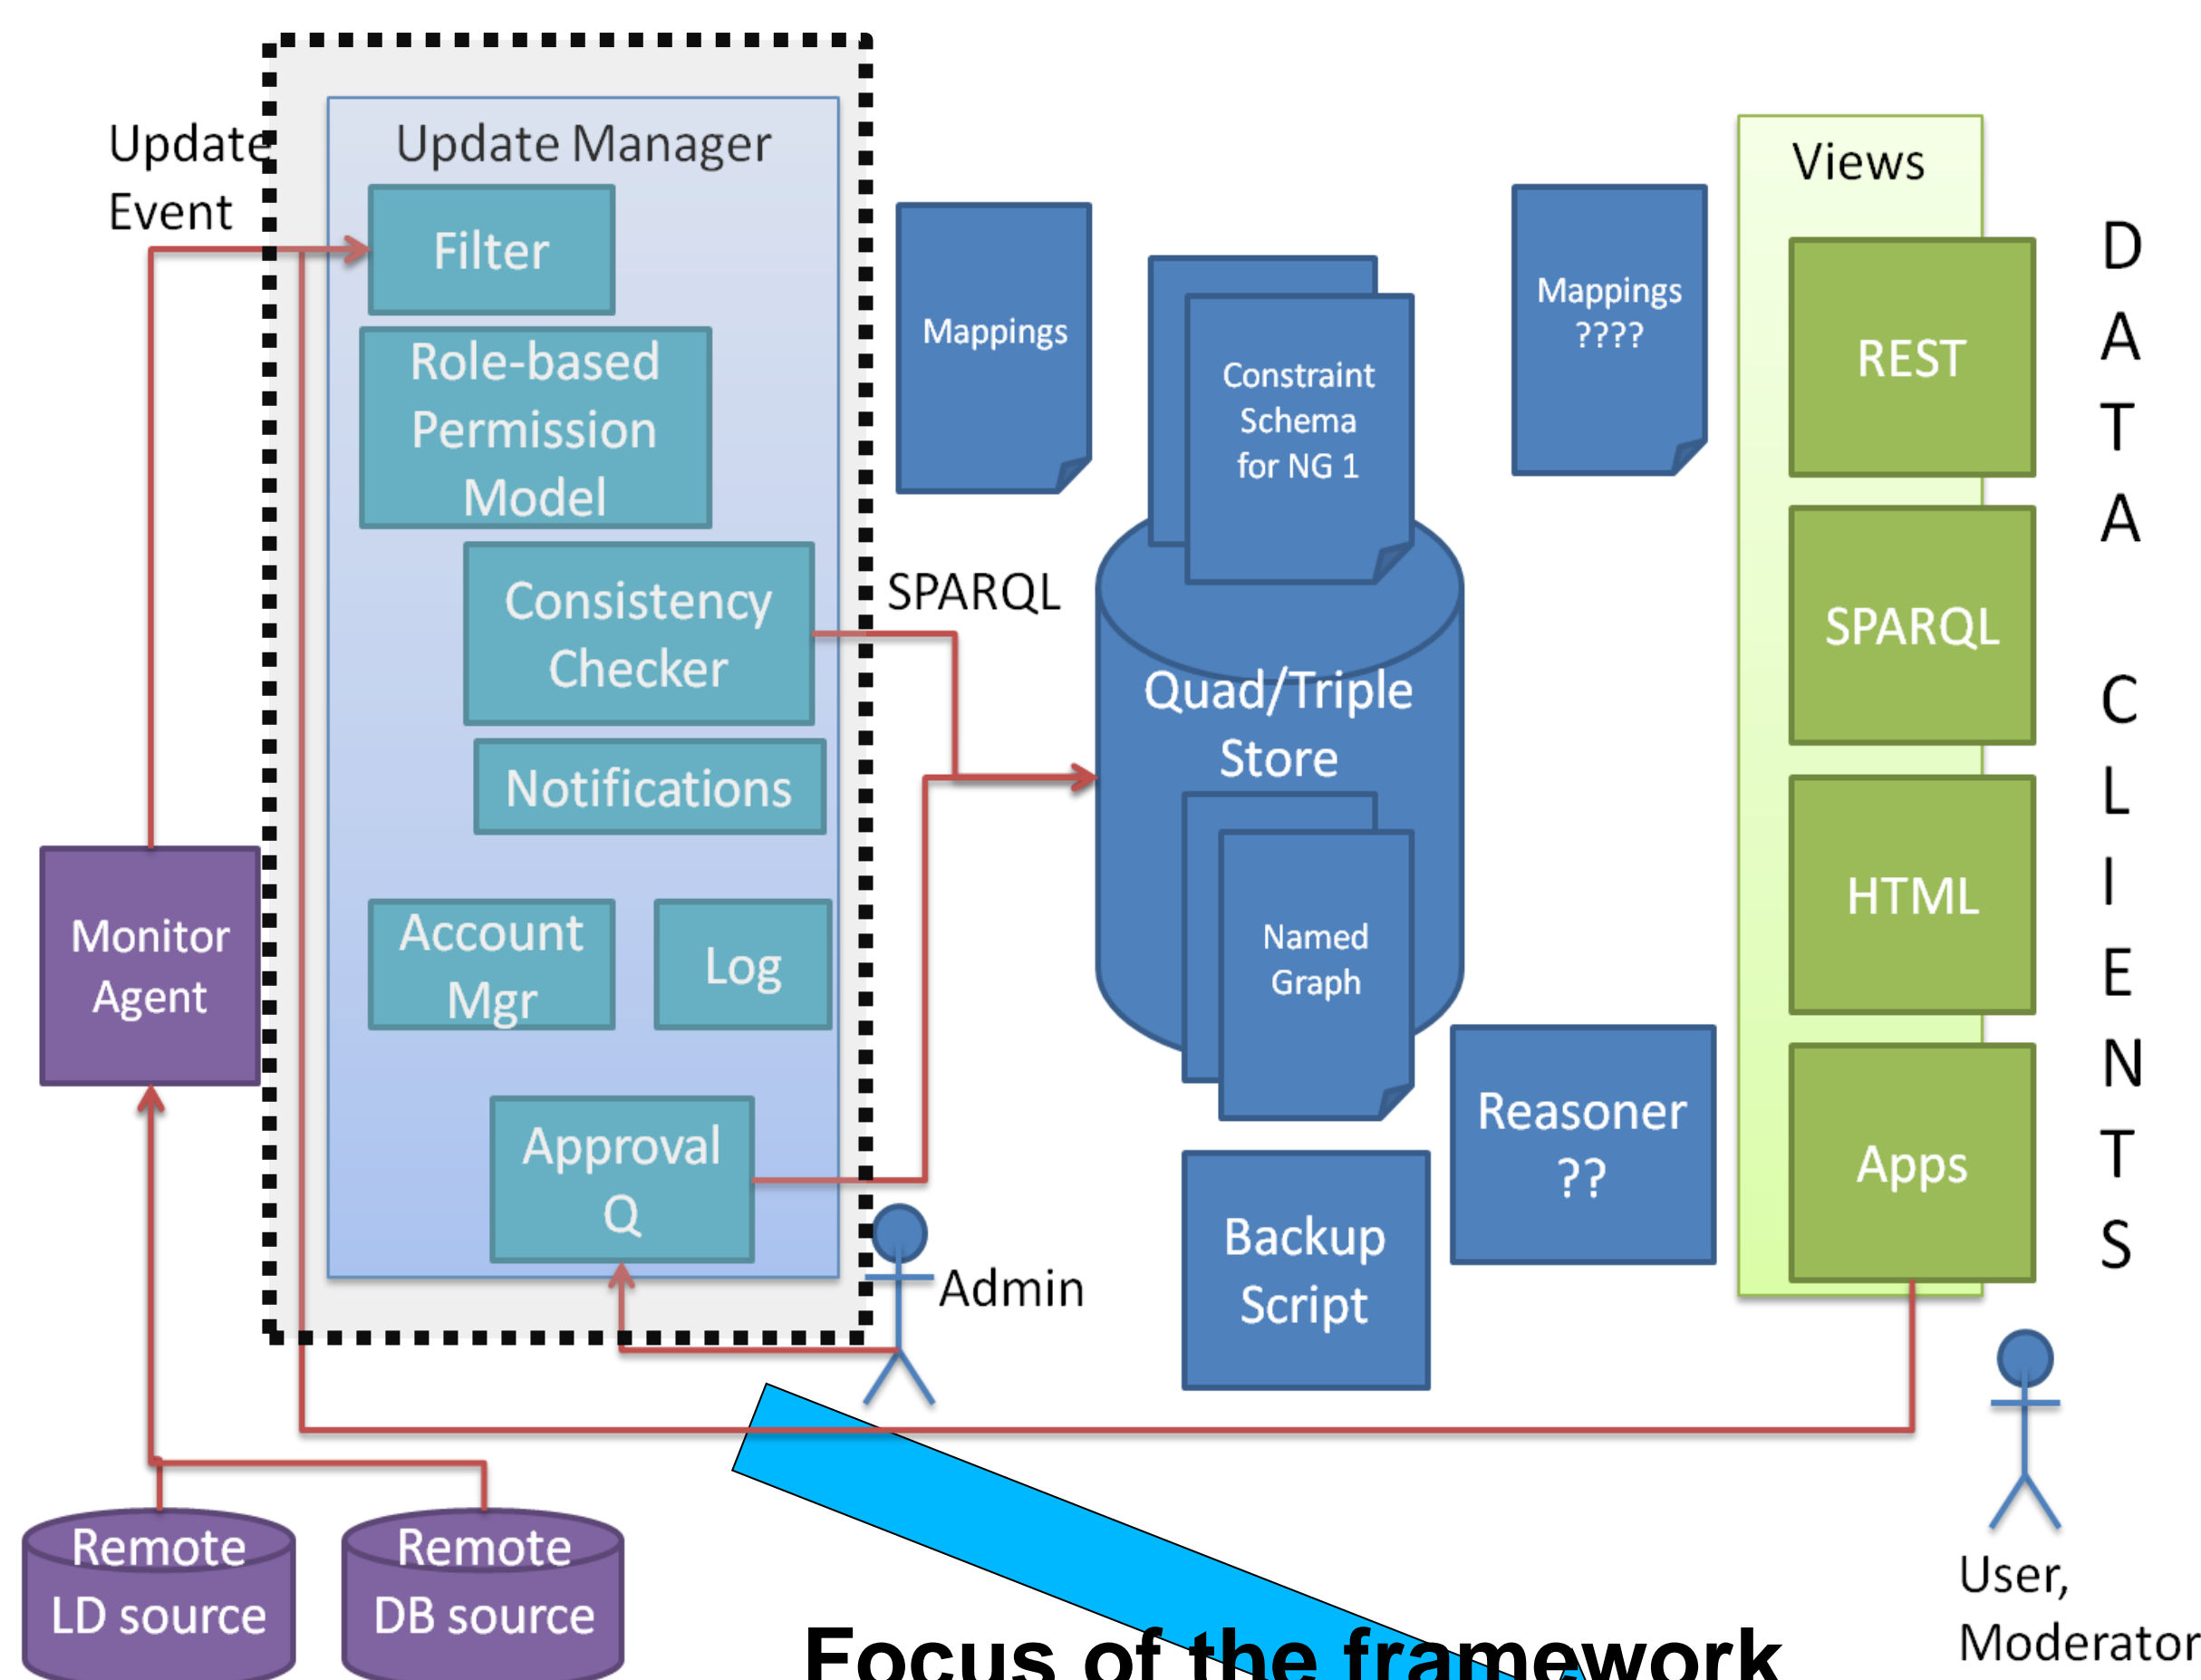 Update
Event
Update Manager
Filter
Role-based
Permission
Model
Consistency
Checker
Notifications
Account
Mgr
Log
Approval
Q
Monitor
Agent
Remote
LD source
Remote
DB source
Admin
SPARQL
Mappings
Constraint
Schema
for NG 1
Quad/Triple
Store
Named
Graph
Backup
Script
Reasoner
??
Mappings
????
Views
REST
SPARQL
HTML
Apps
D
A
T
A
C
L
I
E
N
T
S
User,
Moderator
Focus of the framework